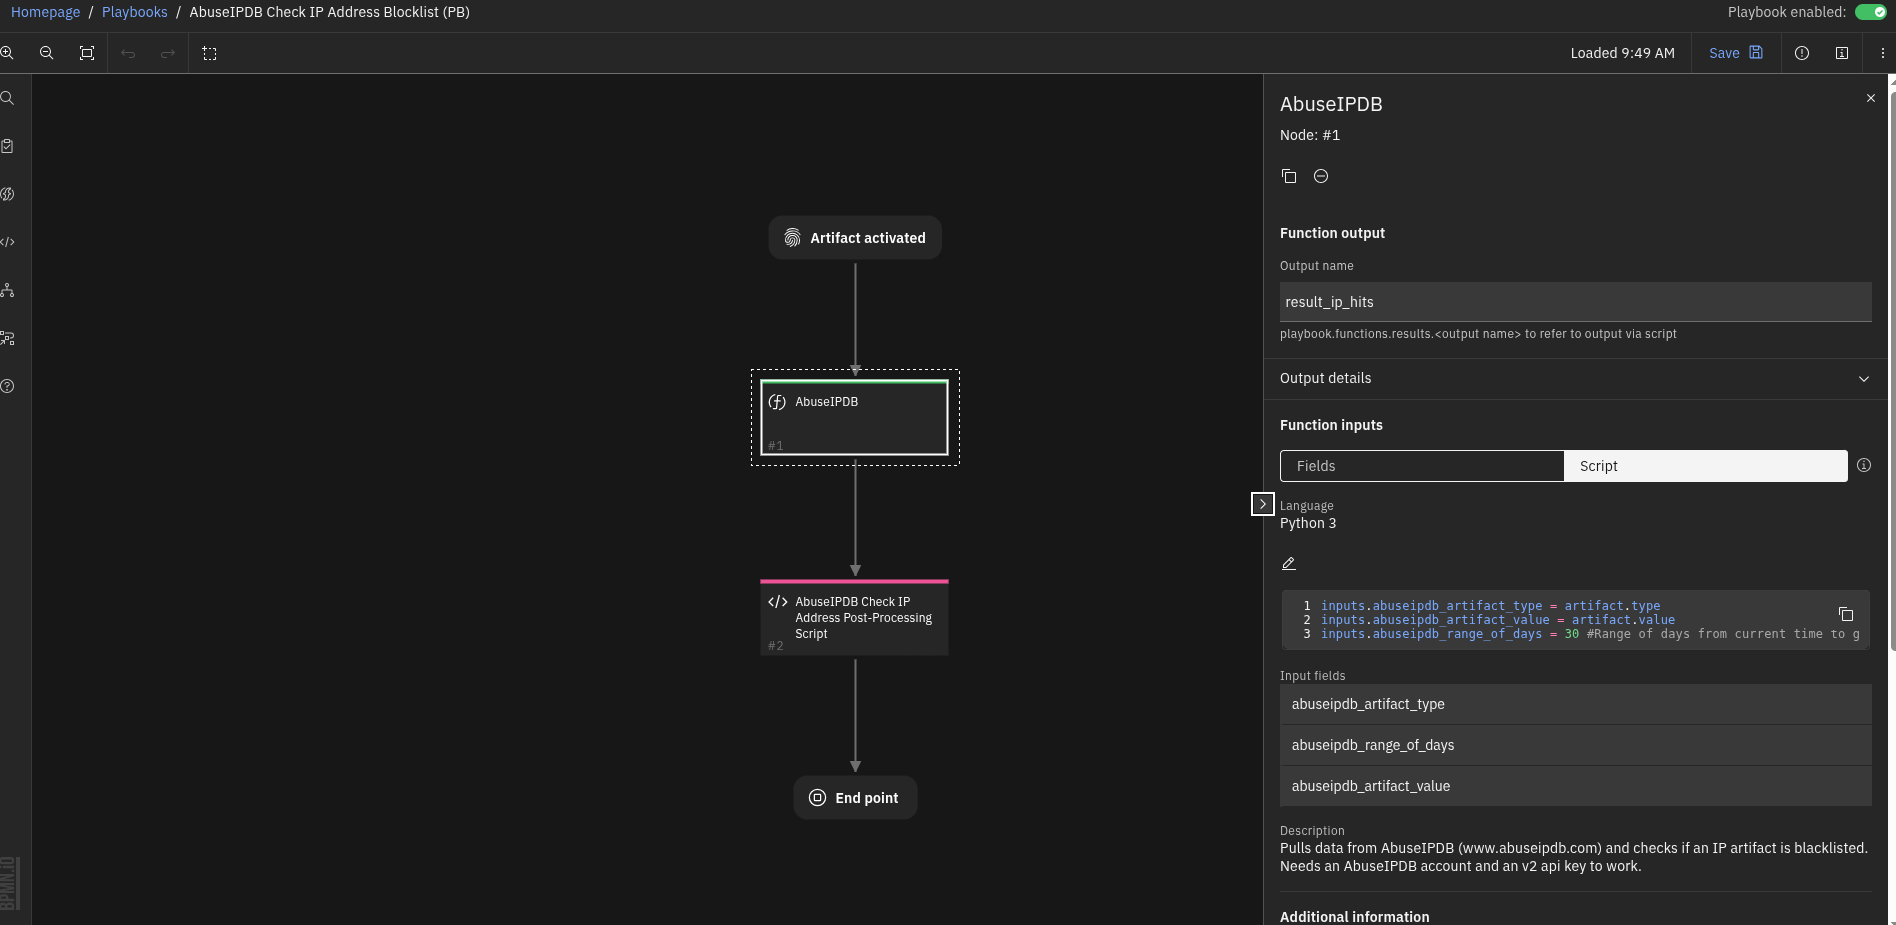 Homepage / Playbooks / AbuseIPDB Check IP Address Blocklist (PB)
Playbook enabled:
Loaded 9:49 AM
Save
Artifact activated
AbuseIPDB
#1
AbuseIPDB Check IP
Address Post-Processing
Script
#2
End point
BPMN.iO
AbuseIPDB
Node: #1
Function output
Output name
result_ip_hits
playbook.functions.results.<output name> to refer to output via script
Output details
Function inputs
Fields
Script
Language
Python 3
1 inputs.abuseipdb_artifact_type = artifact.type
2 inputs.abuseipdb_artifact_value = artifact.value
3 inputs.abuseipdb_range_of_days = 30 #Range of days from current time to g
Input fields
abuseipdb_artifact_type
abuseipdb_range_of_days
abuseipdb_artifact_value
Description
Pulls data from AbuseIPDB (www.abuseipdb.com) and checks if an IP artifact is blacklisted.
Needs an AbuseIPDB account and an v2 api key to work.
Additional information